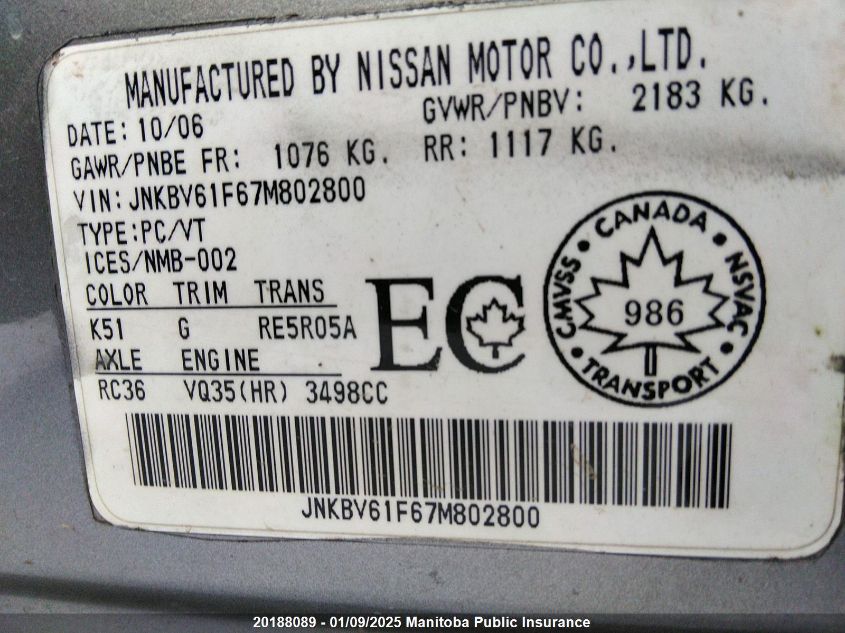 MANUFACTURED BY NISSAN MOTOR CO.,LTD.
DATE: 10/06 GVWR/PNBV: 2183 KG.
GAWR/PNBE FR: 1076 KG. RR: 1117 KG.
VIN: JNKBV61F67M802800
TYPE:PC/VT
ICES/NMB-002
COLOR TRIM TRANS
K51 G RE5R05A
AXLE ENGINE
RC36 VQ35(HR) 3498CC
EC
CANADA
CMVSS
NSVAC
986
TRANSPORT
JNKBV61F67M802800
20188089 - 01/09/2025 Manitoba Public Insurance